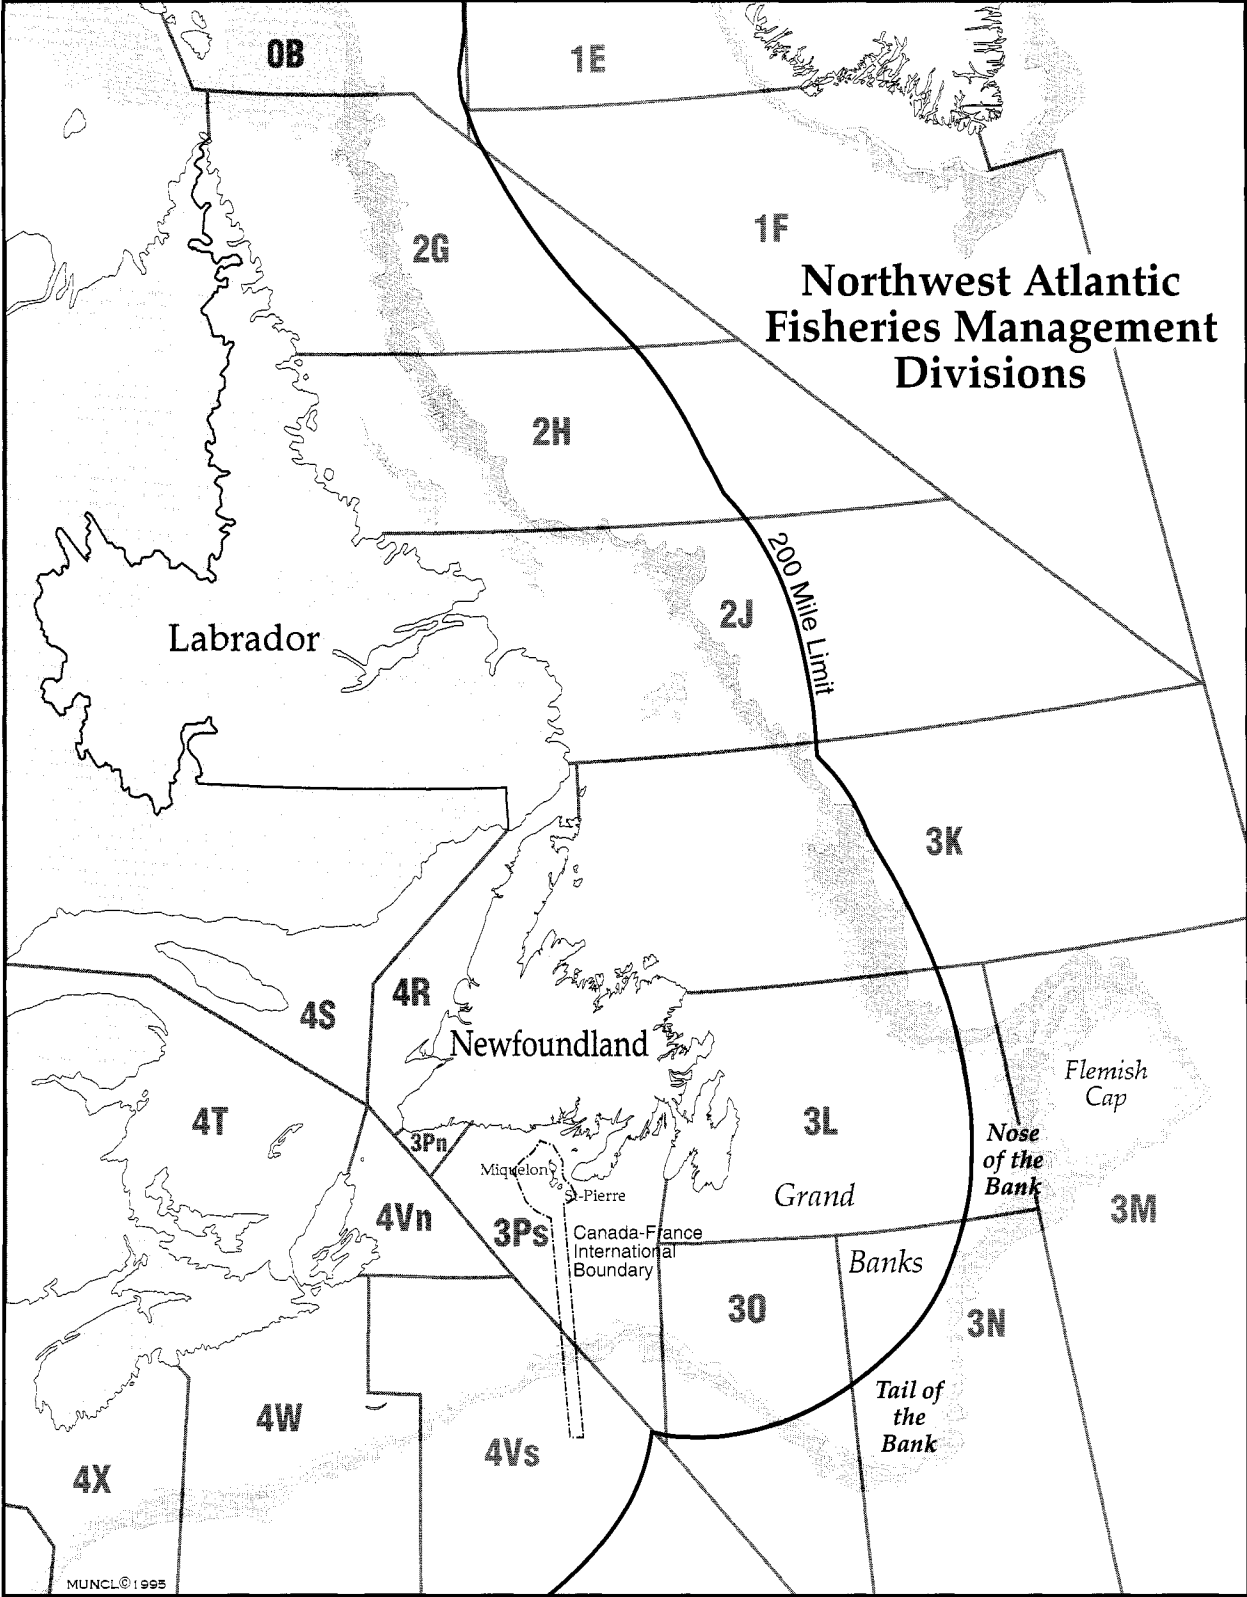 0B
1E
1F
2G
Northwest Atlantic
Fisheries Management
Divisions
2H
200 Mile Limit
2J
Labrador
3K
4R
4S
Newfoundland
Flemish
Cap
4T
3L
3Pn
Nose
of the
Bank
Miquelon
St-Pierre
Grand
3M
4Vn
3Ps
Canada-France
International
Boundary
Banks
3O
3N
Tail of
the
Bank
4W
4Vs
4X
MUNCL©1995